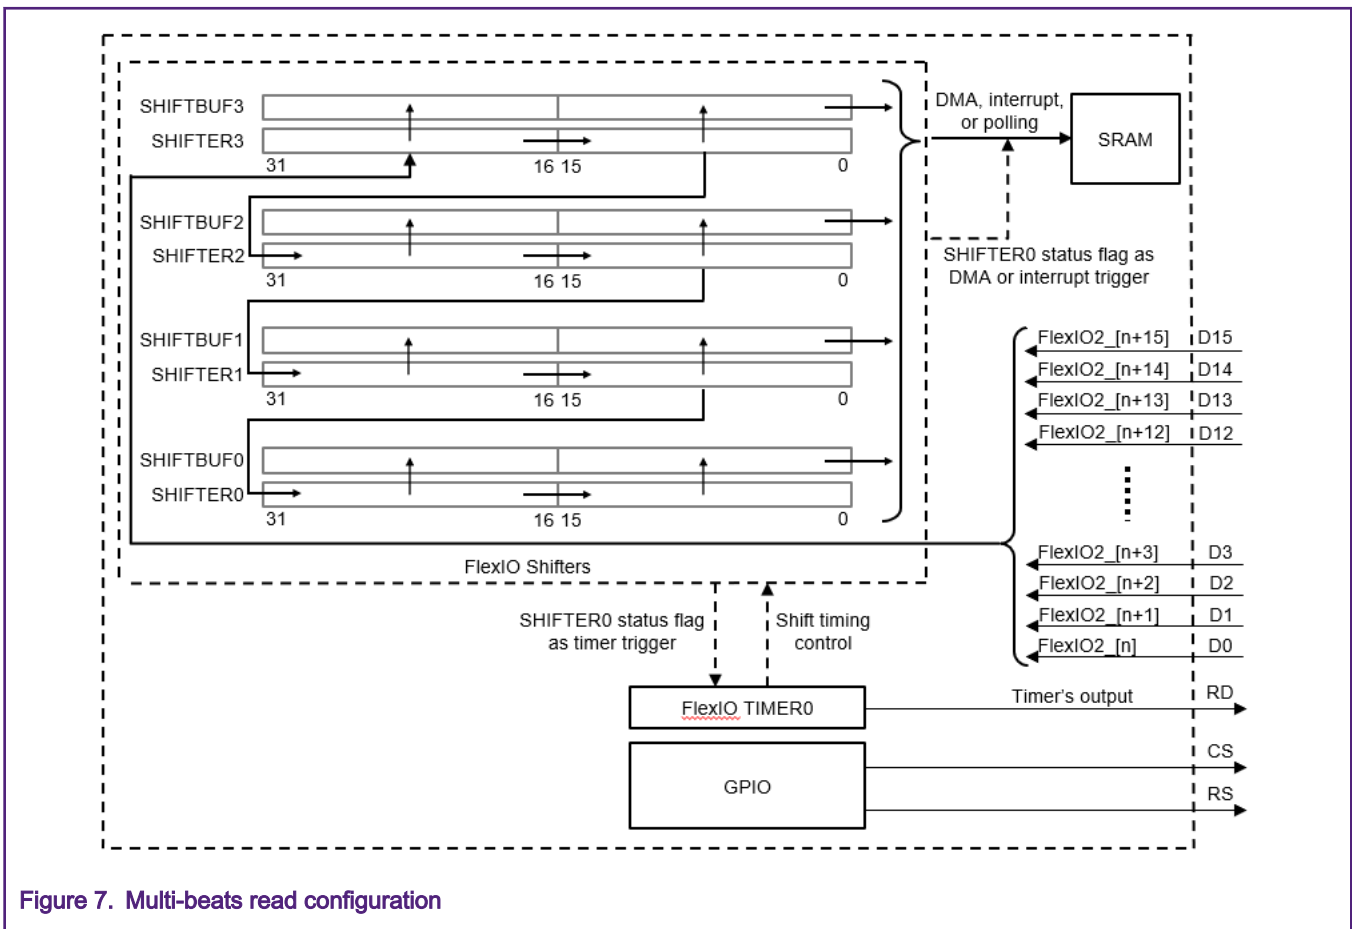 SHIFTBUF3
SHIFTER3
31
16 15
0
DMA, interrupt,
or polling
SRAM
SHIFTBUF2
SHIFTER2
31
16 15
0
SHIFTER0 status flag as
DMA or interrupt trigger
SHIFTBUF1
SHIFTER1
31
16 15
0
FlexIO2_[n+15] D15
FlexIO2_[n+14] D14
FlexIO2_[n+13] D13
FlexIO2_[n+12] D12
SHIFTBUF0
SHIFTER0
31
16 15
0
FlexIO Shifters
FlexIO2_[n+3] D3
FlexIO2_[n+2] D2
FlexIO2_[n+1] D1
FlexIO2_[n] D0
SHIFTER0 status flag
as timer trigger
Shift timing
control
FlexIO TIMER0
Timer's output
RD
GPIO
CS
RS
Figure 7. Multi-beats read configuration